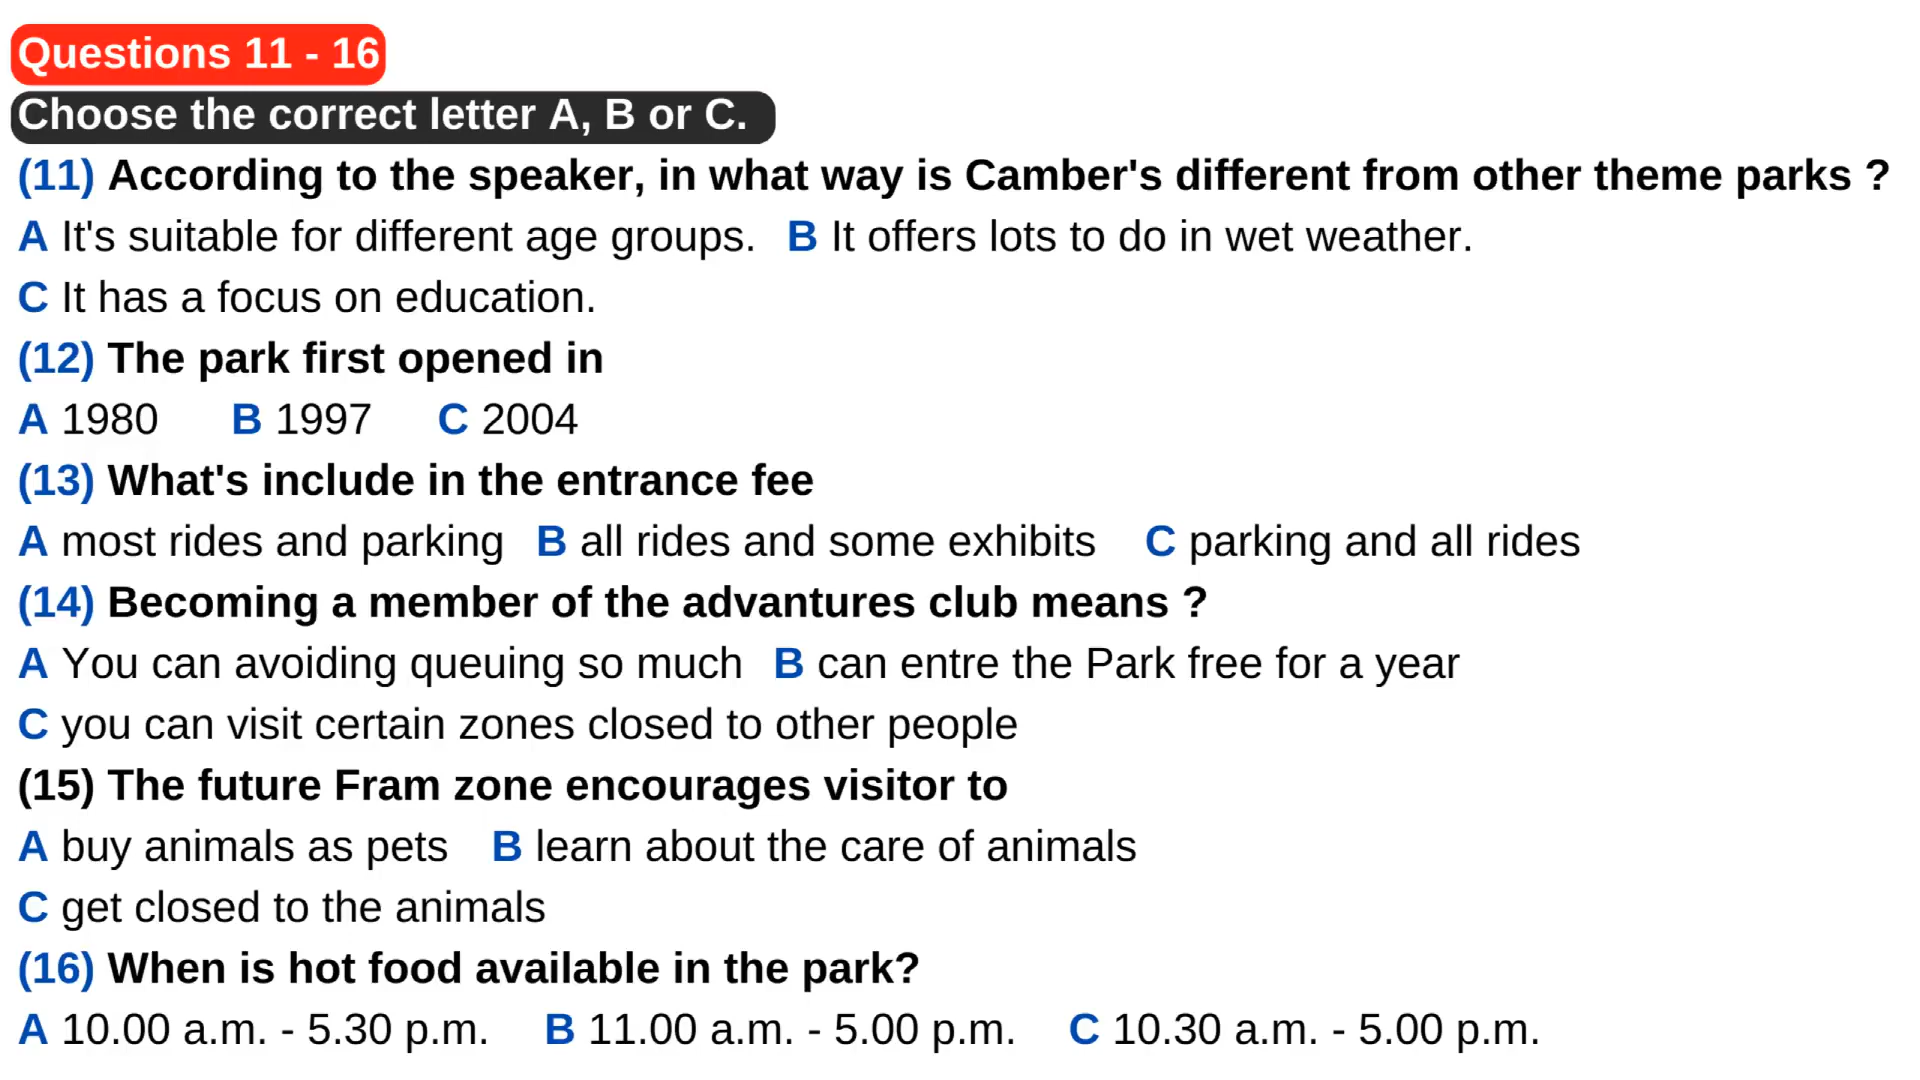 Questions 11 - 16
Choose the correct letter A, B or C.
(11) According to the speaker, in what way is Camber's different from other theme parks ?
A It's suitable for different age groups. B It offers lots to do in wet weather.
C It has a focus on education.
(12) The park first opened in
A 1980 B 1997 C 2004
(13) What's include in the entrance fee
A most rides and parking B all rides and some exhibits C parking and all rides
(14) Becoming a member of the advantures club means ?
A You can avoiding queuing so much B can entre the Park free for a year
C you can visit certain zones closed to other people
(15) The future Fram zone encourages visitor to
A buy animals as pets B learn about the care of animals
C get closed to the animals
(16) When is hot food available in the park?
A 10.00 a.m. - 5.30 p.m. B 11.00 a.m. - 5.00 p.m. C 10.30 a.m. - 5.00 p.m.